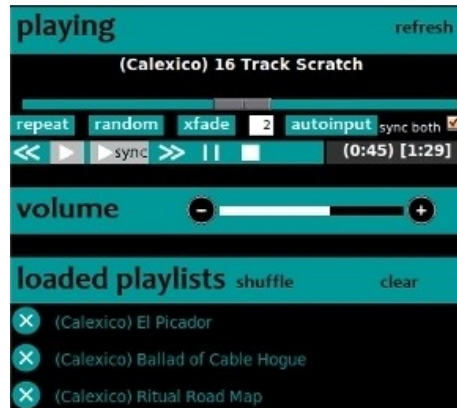 playing refresh
(Calexico) 16 Track Scratch
repeat random xfade 2 autoinput sync both
sync (0:45) [1:29]
volume
loaded playlists shuffle clear
(Calexico) El Picador
(Calexico) Ballad of Cable Hogue
(Calexico) Ritual Road Map